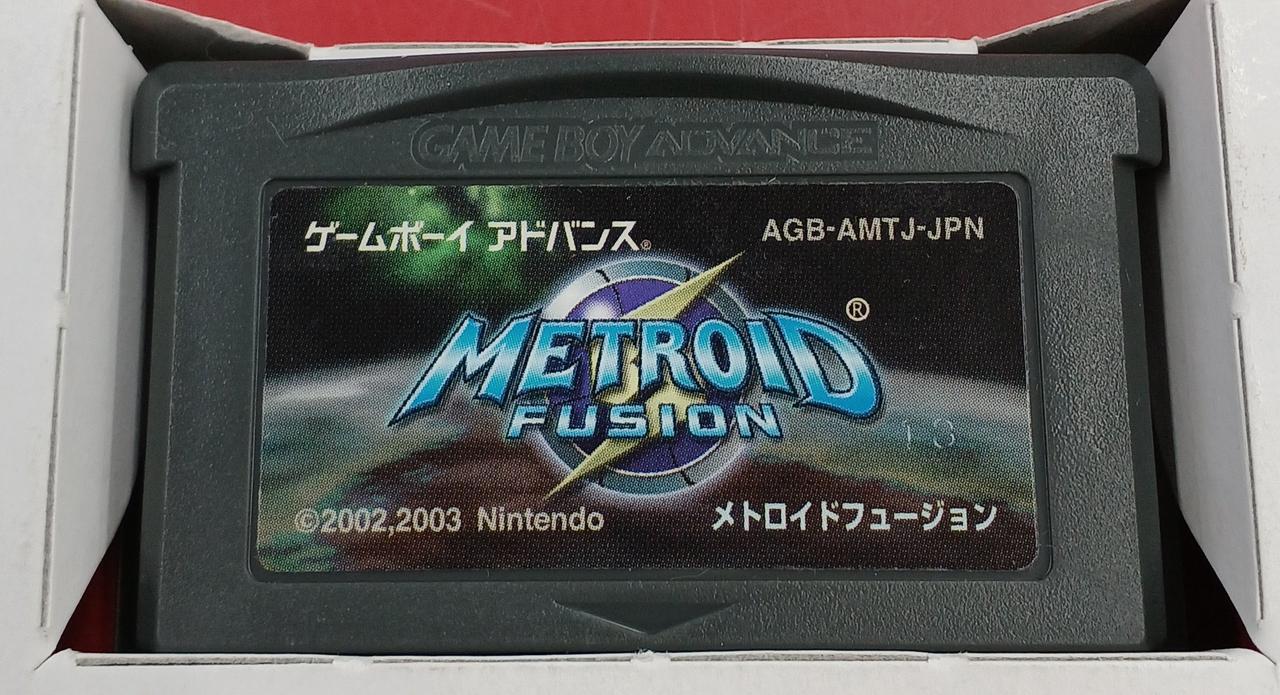 GAME BOY ADVANCE
ゲームボーイ アドバンス®
AGB-AMTJ-JPN
METROID®
FUSION
18
©2002,2003 Nintendo
メトロイドフュージョン